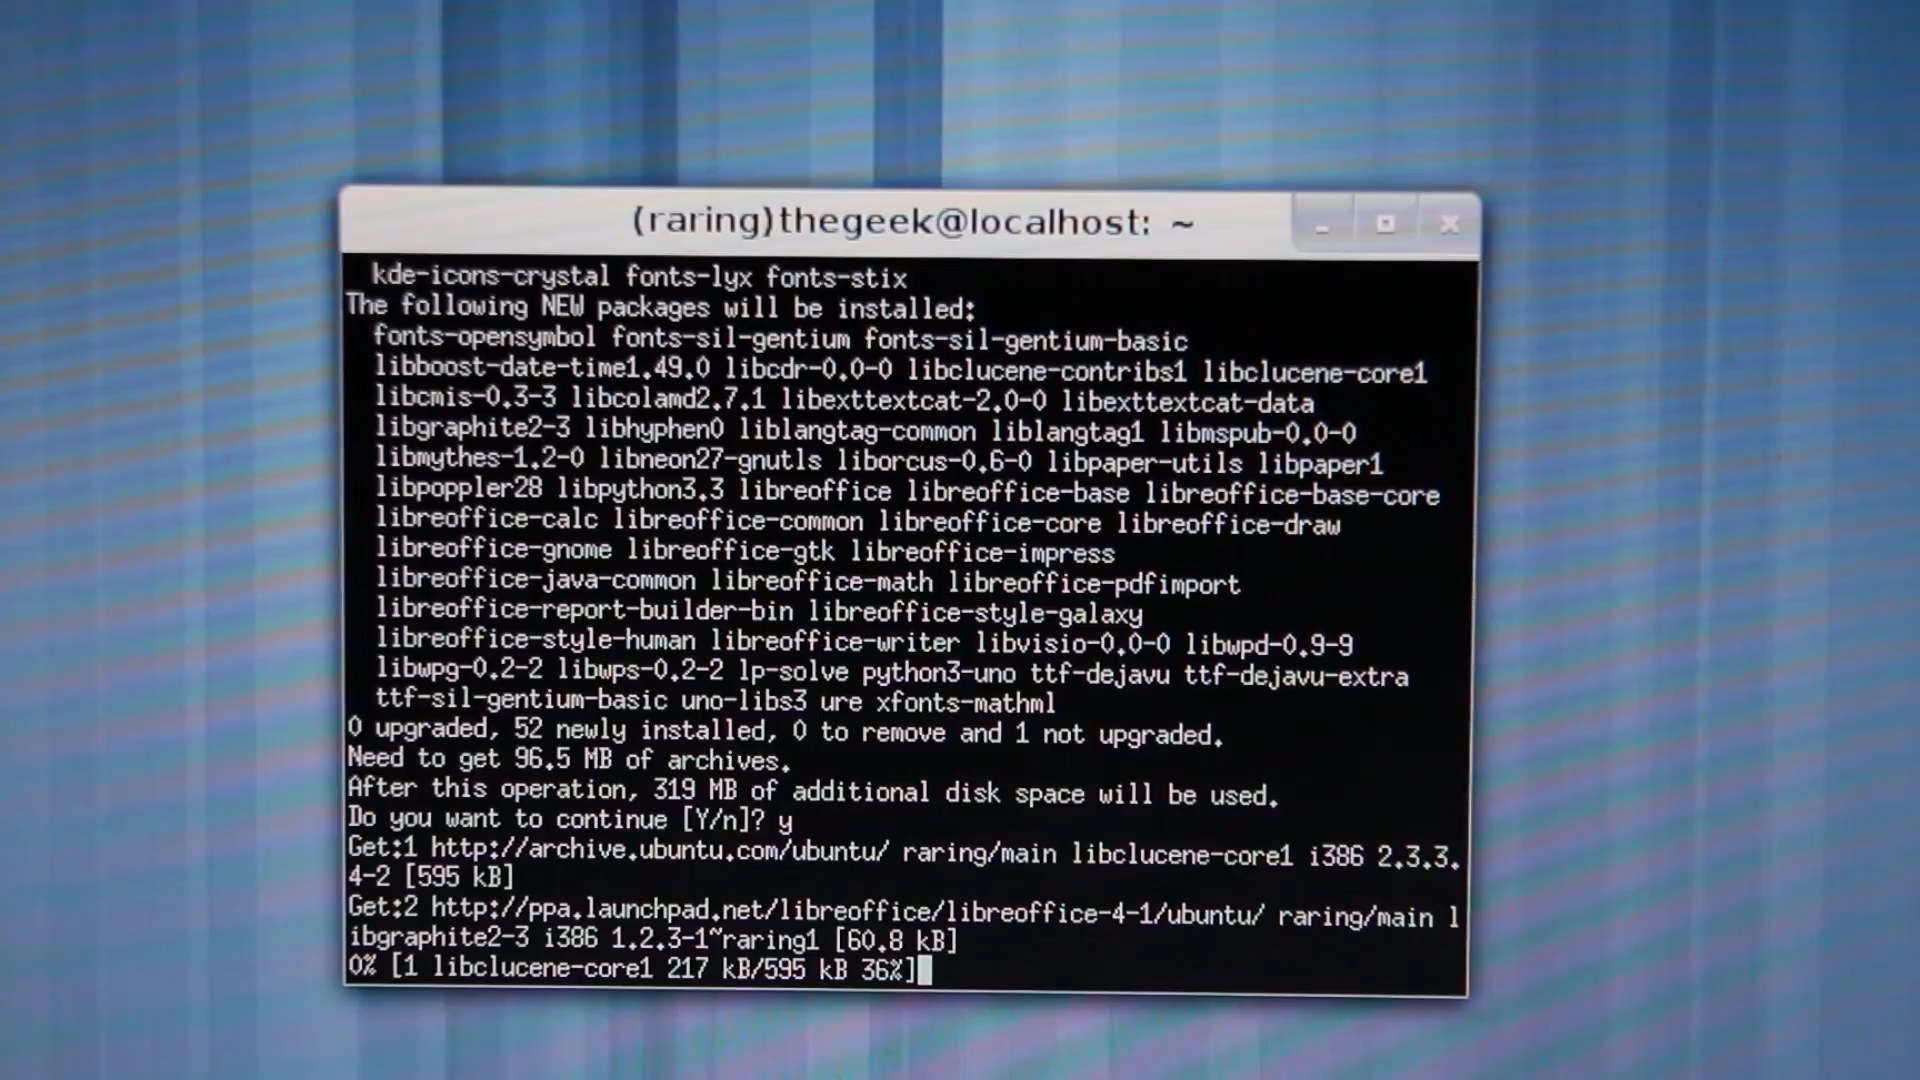 (raring)thegeek@localhost: ~
kde-icons-crystal fonts-lyx fonts-stix
The following NEW packages will be installed:
fonts-opensymbol fonts-sil-gentium fonts-sil-gentium-basic
libboost-date-time1.49.0 libcdr-0.0-0 libclucene-contribs1 libclucene-core1
libcmis-0.3-3 libcolamd2.7.1 libexttextcat-2.0-0 libexttextcat-data
libgraphite2-3 libhyphen0 liblangtag-common liblangtag1 libmspub-0.0-0
libmythes-1.2-0 libneon27-gnutls liborcus-0.6-0 libpaper-utils libpaper1
libpoppler28 libpython3.3 libreoffice libreoffice-base libreoffice-base-core
libreoffice-calc libreoffice-common libreoffice-core libreoffice-draw
libreoffice-gnome libreoffice-gtk libreoffice-impress
libreoffice-java-common libreoffice-math libreoffice-pdfimport
libreoffice-report-builder-bin libreoffice-style-galaxy
libreoffice-style-human libreoffice-writer libvisio-0.0-0 libwpd-0.9-9
libwpg-0.2-2 libwps-0.2-2 lp-solve python3-uno ttf-dejavu ttf-dejavu-extra
ttf-sil-gentium-basic uno-libs3 ure xfonts-mathml
0 upgraded, 52 newly installed, 0 to remove and 1 not upgraded.
Need to get 96.5 MB of archives.
After this operation, 319 MB of additional disk space will be used.
Do you want to continue [Y/n]? y
Get:1 http://archive.ubuntu.com/ubuntu/ raring/main libclucene-core1 i386 2.3.3.
4-2 [595 kB]
Get:2 http://ppa.launchpad.net/libreoffice/libreoffice-4-1/ubuntu/ raring/main l
ibgraphite2-3 i386 1.2.3-1~raring1 [60.8 kB]
0% [1 libclucene-core1 217 kB/595 kB 36%]